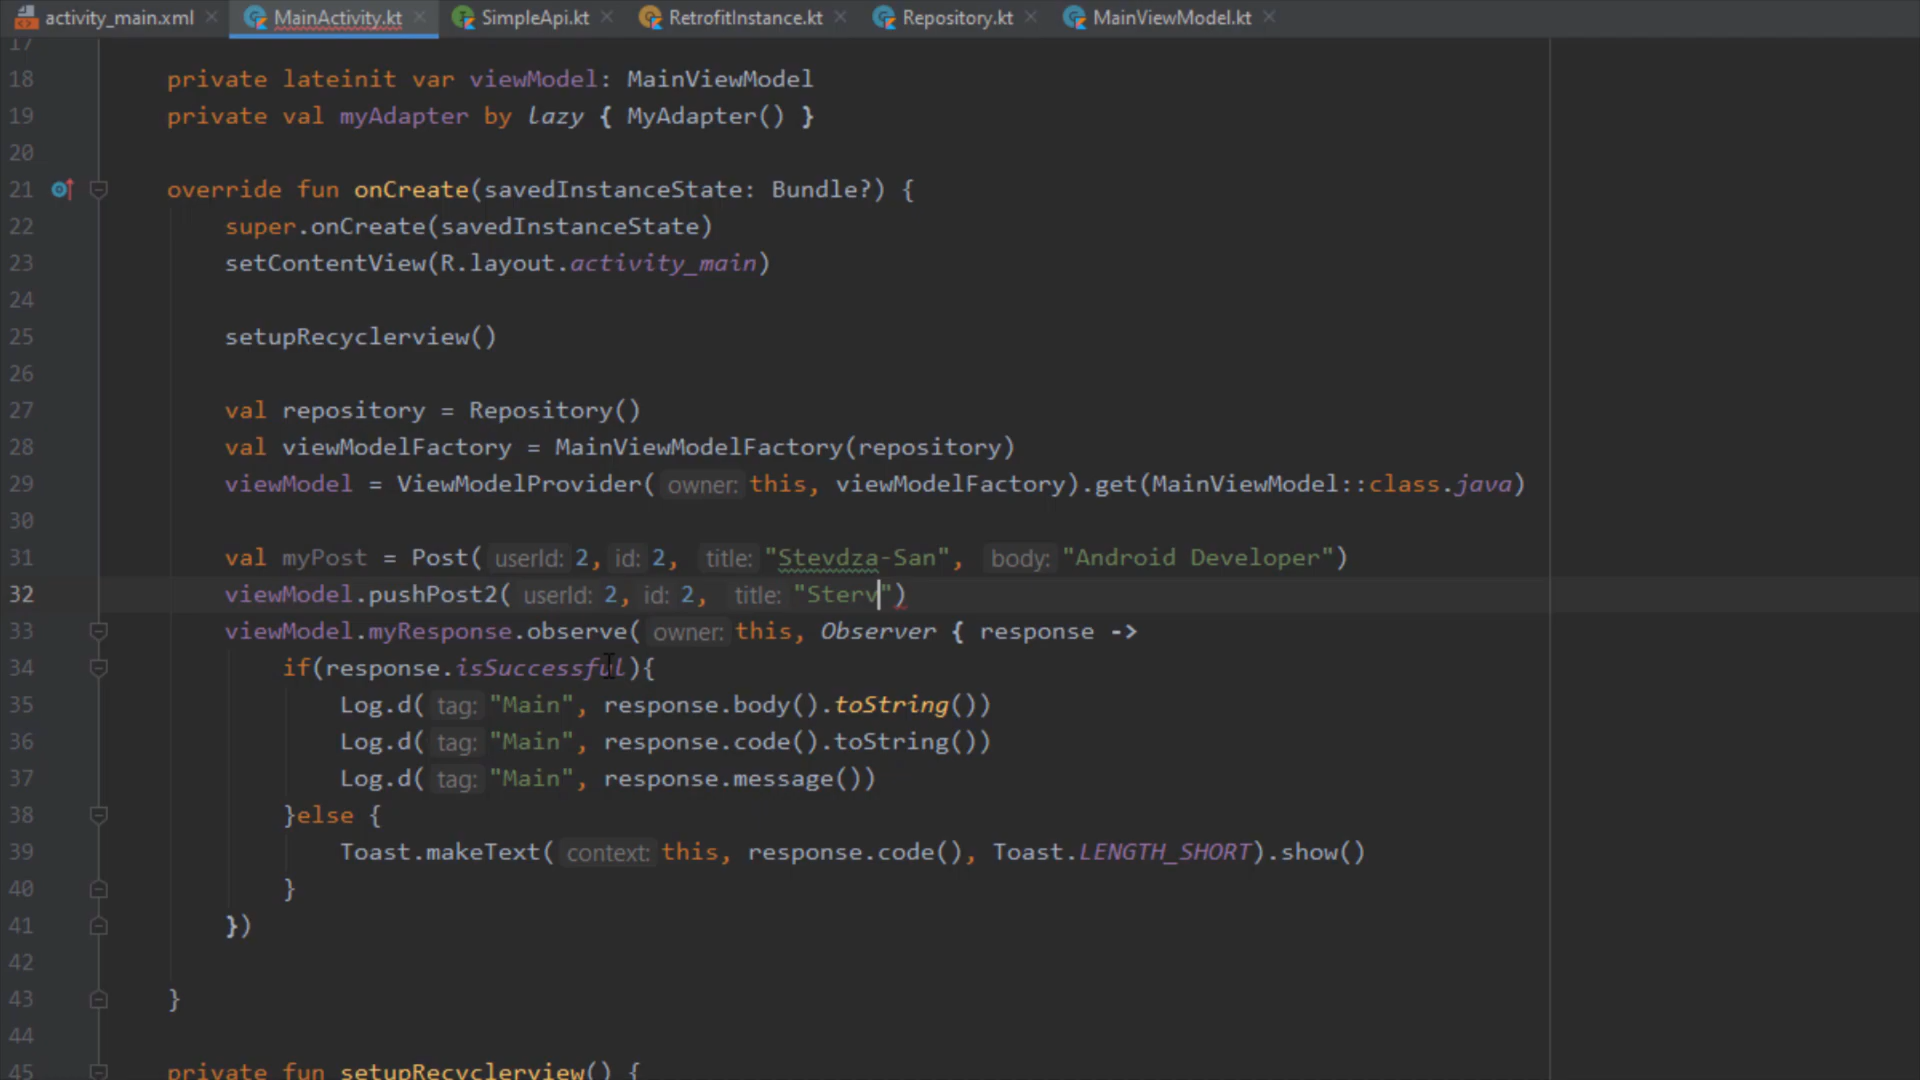 activity_main.xml MainActivity.kt SimpleApi.kt RetrofitInstance.kt Repository.kt MainViewModel.kt
17
18 private lateinit var viewModel: MainViewModel
19 private val myAdapter by lazy { MyAdapter() }
20
21 override fun onCreate(savedInstanceState: Bundle?) {
22 super.onCreate(savedInstanceState)
23 setContentView(R.layout.activity_main)
24
25 setupRecyclerview()
26
27 val repository = Repository()
28 val viewModelFactory = MainViewModelFactory(repository)
29 viewModel = ViewModelProvider( owner: this, viewModelFactory).get(MainViewModel::class.java)
30
31 val myPost = Post( userId: 2, id: 2, title: "Stevdza-San", body: "Android Developer")
32 viewModel.pushPost2( userId: 2, id: 2, title: "Sterv")
33 viewModel.myResponse.observe( owner: this, Observer { response ->
34 if(response.isSuccessful){
35 Log.d( tag: "Main", response.body().toString())
36 Log.d( tag: "Main", response.code().toString())
37 Log.d( tag: "Main", response.message())
38 }else {
39 Toast.makeText( context: this, response.code(), Toast.LENGTH_SHORT).show()
40 }
41 })
42
43 }
44
45 private fun setupRecyclerview() {